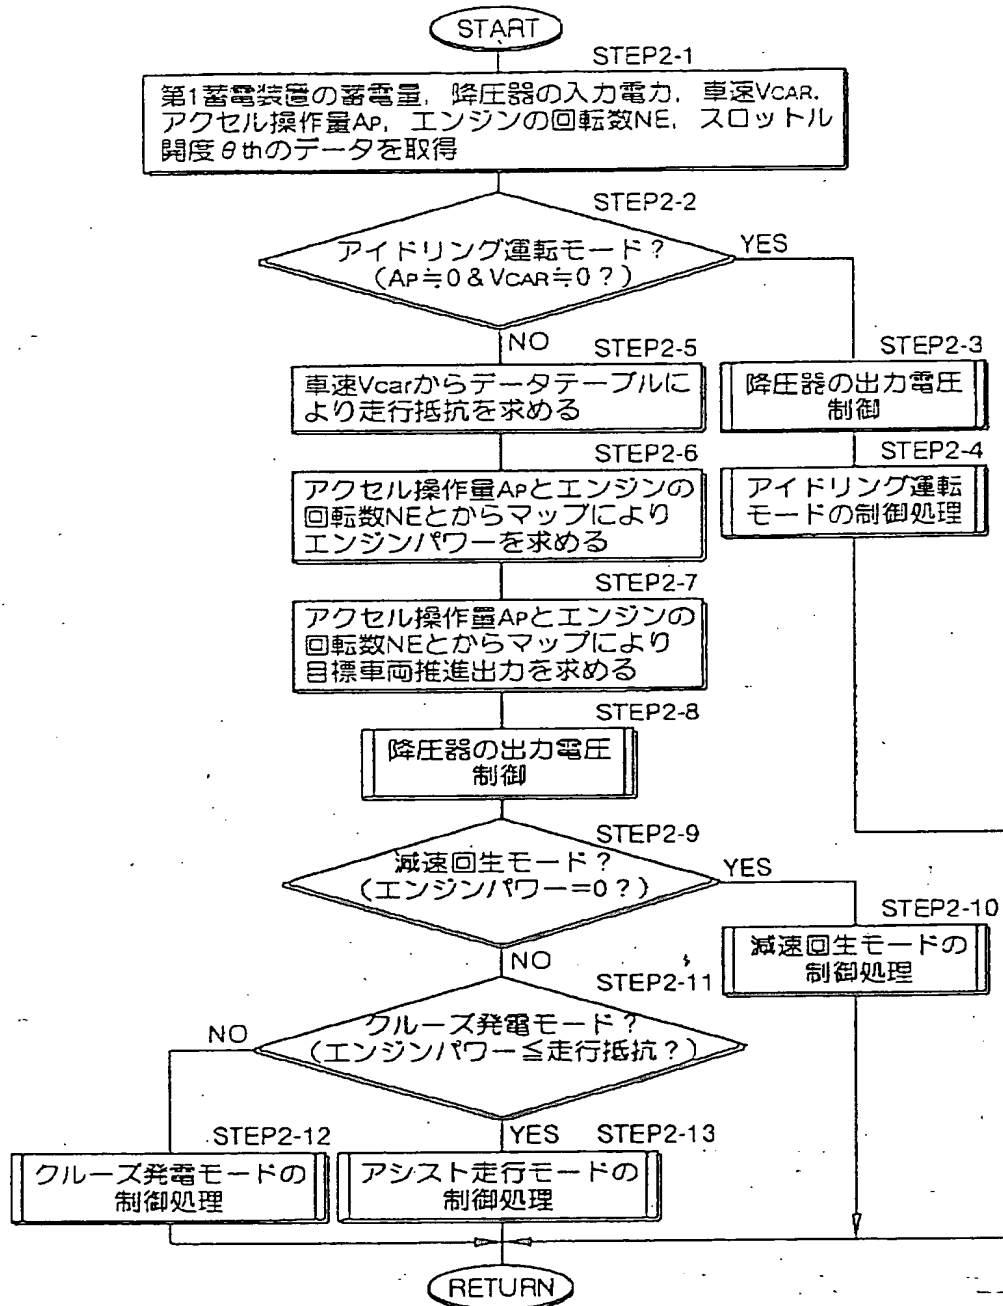 START
STEP2-1
第1蓄電装置の蓄電量, 降圧器の入力電力, 車速VCAR.
アクセル操作量AP, エンジンの回転数NE, スロットル
開度θthのデータを取得
STEP2-2
アイドリング運転モード?
(AP≒0&VCAR≒0?)
YES
NO
STEP2-3
降圧器の出力電圧
制御
STEP2-4
アイドリング運転
モードの制御処理
STEP2-5
車速Vcarからデータテーブルに
より走行抵抗を求める
STEP2-6
アクセル操作量APとエンジンの
回転数NEとからマップにより
エンジンパワーを求める
STEP2-7
アクセル操作量APとエンジンの
回転数NEとからマップにより
目標車両推進出力を求める
STEP2-8
降圧器の出力電圧
制御
STEP2-9
減速回生モード?
(エンジンパワー=0?)
YES
NO
STEP2-10
減速回生モードの
制御処理
STEP2-11
クルーズ発電モード?
(エンジンパワー≦走行抵抗?)
NO
YES
STEP2-12
クルーズ発電モードの
制御処理
STEP2-13
アシスト走行モードの
制御処理
RETURN